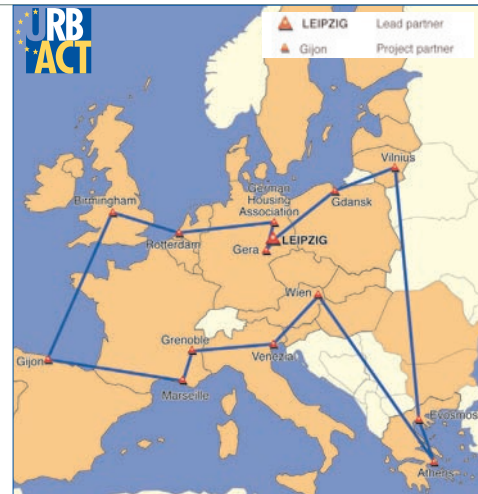 URB
ACT
LEIPZIG Lead partner
Gijon Project partner
Vilnius
German
Housing
Association
Birmingham
Gdansk
Rotterdam
LEIPZIG
Gera
Wien
Grenoble
Venezia
Gijon
Marseille
Evosmos
Athens